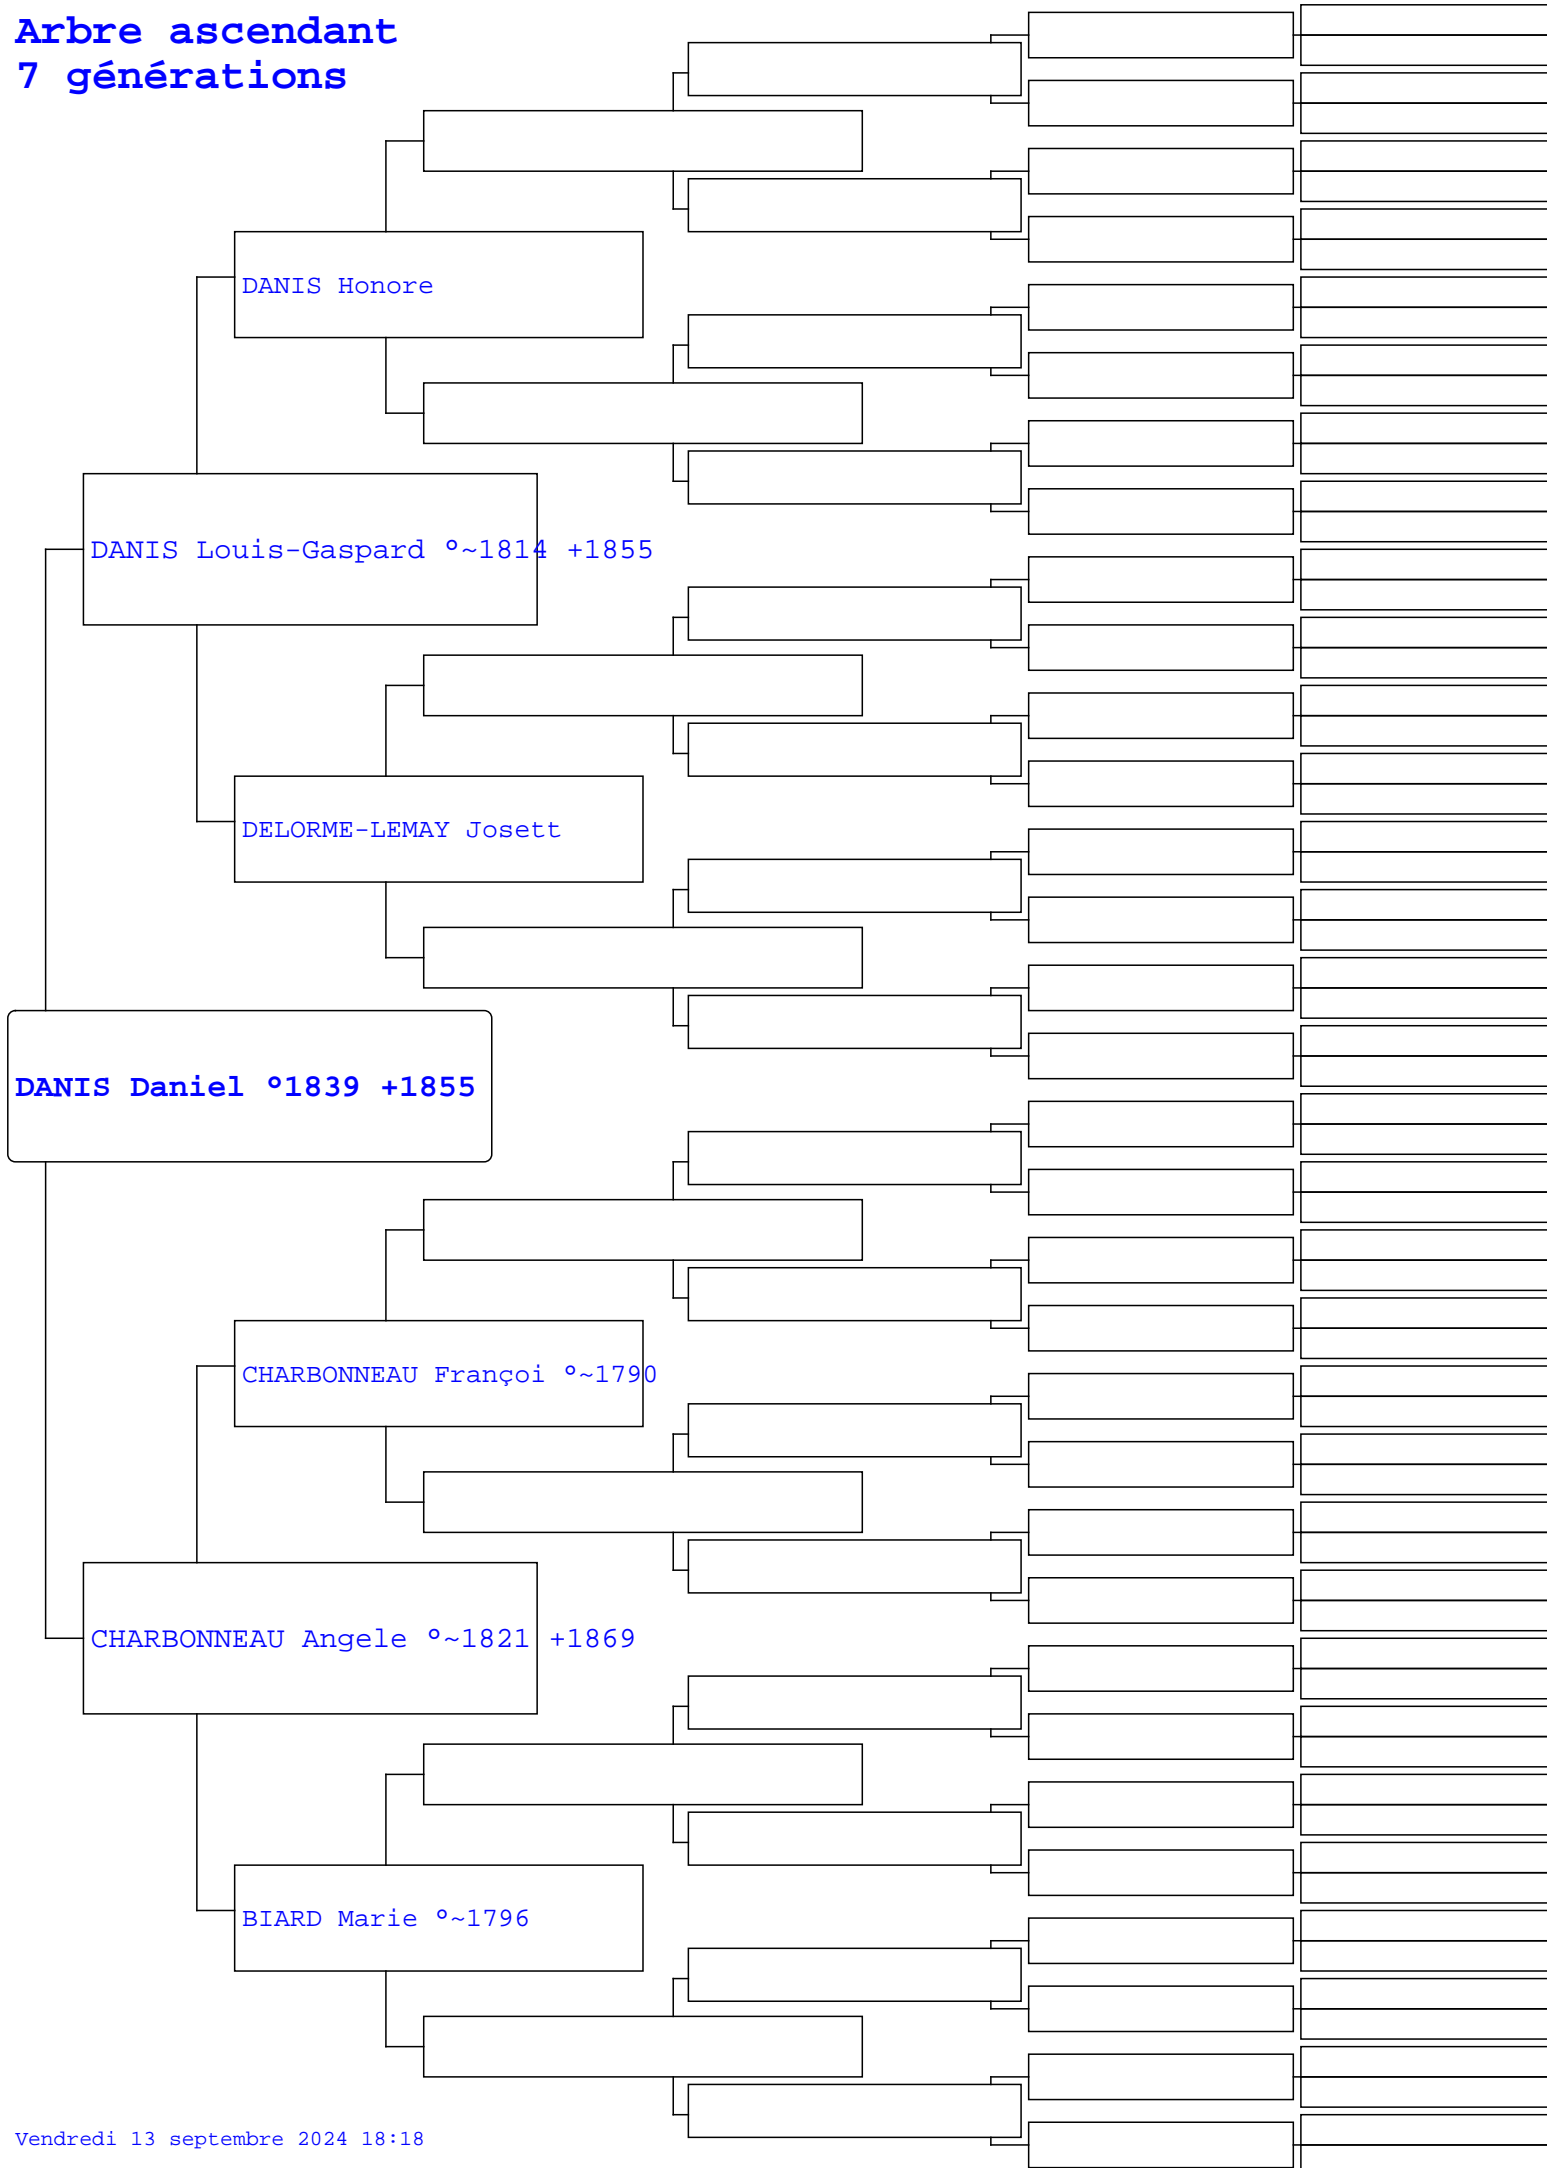 Arbre ascendant
7 générations
DANIS Honore
DANIS Louis-Gaspard °~1814 +1855
DELORME-LEMAY Josett
DANIS Daniel °1839 +1855
CHARBONNEAU Françoi °~1790
CHARBONNEAU Angele °~1821 +1869
BIARD Marie °~1796
Vendredi 13 septembre 2024 18:18